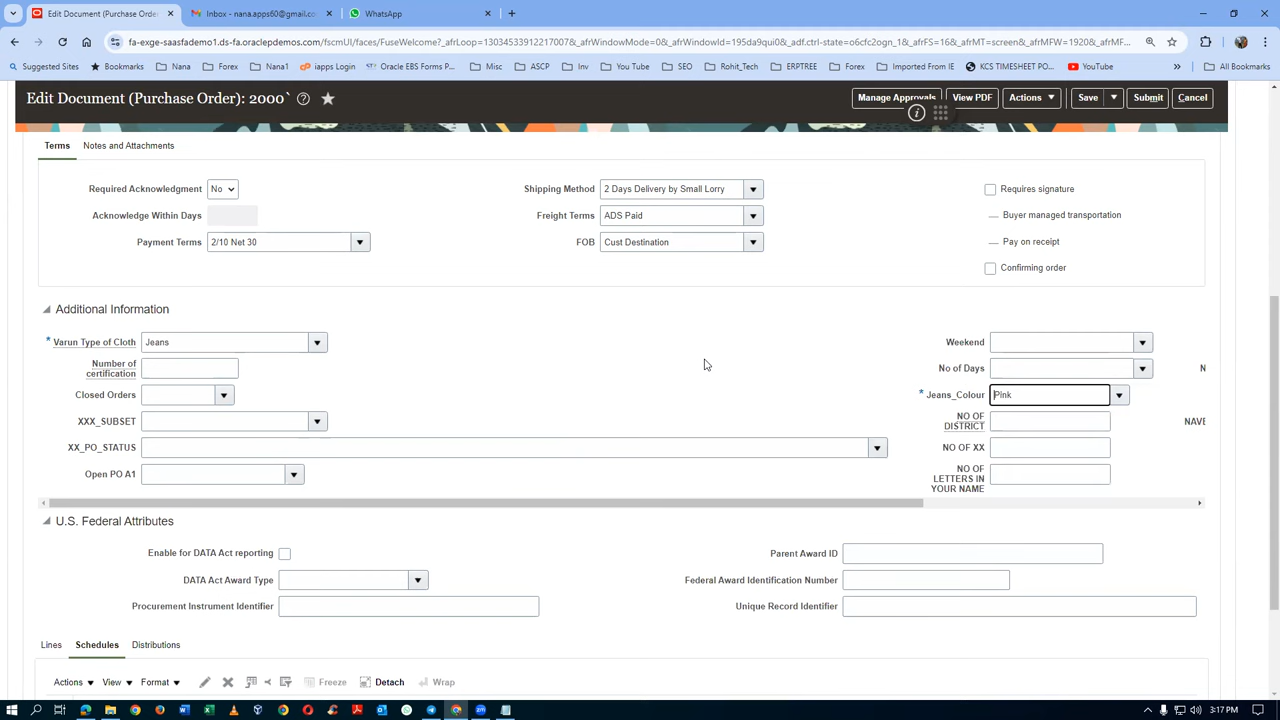 Edit Document (Purchase Order)
Inbox - nana.apps60@gmail.co
WhatsApp
fa-exge-saasfademo1.ds-fa.oraclepdemos.com/fscmUI/faces/FuseWelcome?_afrLoop=13034533912217007&_afrWindowMode=0&_afrWindowId=195da9qui0&_adf.ctrl-state=o6cfc2ogn_1&_afrFS=16&_afrMT=screen&_afrMFW=1920&_afrMFH...
Suggested Sites Nana Forex Nana1 iapps Login Oracle EBS Forms P... Misc ASCP Inv You Tube SEO Rohit_Tech ERPTREE Forex Imported From IE KCS TIMESHEET PO... YouTube » All Bookmarks
Edit Document (Purchase Order): 2000` Manage Approvals View PDF Actions Save Submit Cancel
Terms Notes and Attachments
Required Acknowledgment No Shipping Method 2 Days Delivery by Small Lorry Requires signature
Acknowledge Within Days Freight Terms ADS Paid Buyer managed transportation
Payment Terms 2/10 Net 30 FOB Cust Destination Pay on receipt
Confirming order
Additional Information
* Varun Type of Cloth Jeans Weekend
Number of certification No of Days N
Closed Orders * Jeans_Colour Pink
XXX_SUBSET NO OF DISTRICT NAVE
XX_PO_STATUS NO OF XX
Open PO A1 NO OF LETTERS IN YOUR NAME
U.S. Federal Attributes
Enable for DATA Act reporting Parent Award ID
DATA Act Award Type Federal Award Identification Number
Procurement Instrument Identifier Unique Record Identifier
Lines Schedules Distributions
Actions View Format Freeze Detach Wrap
3:17 PM